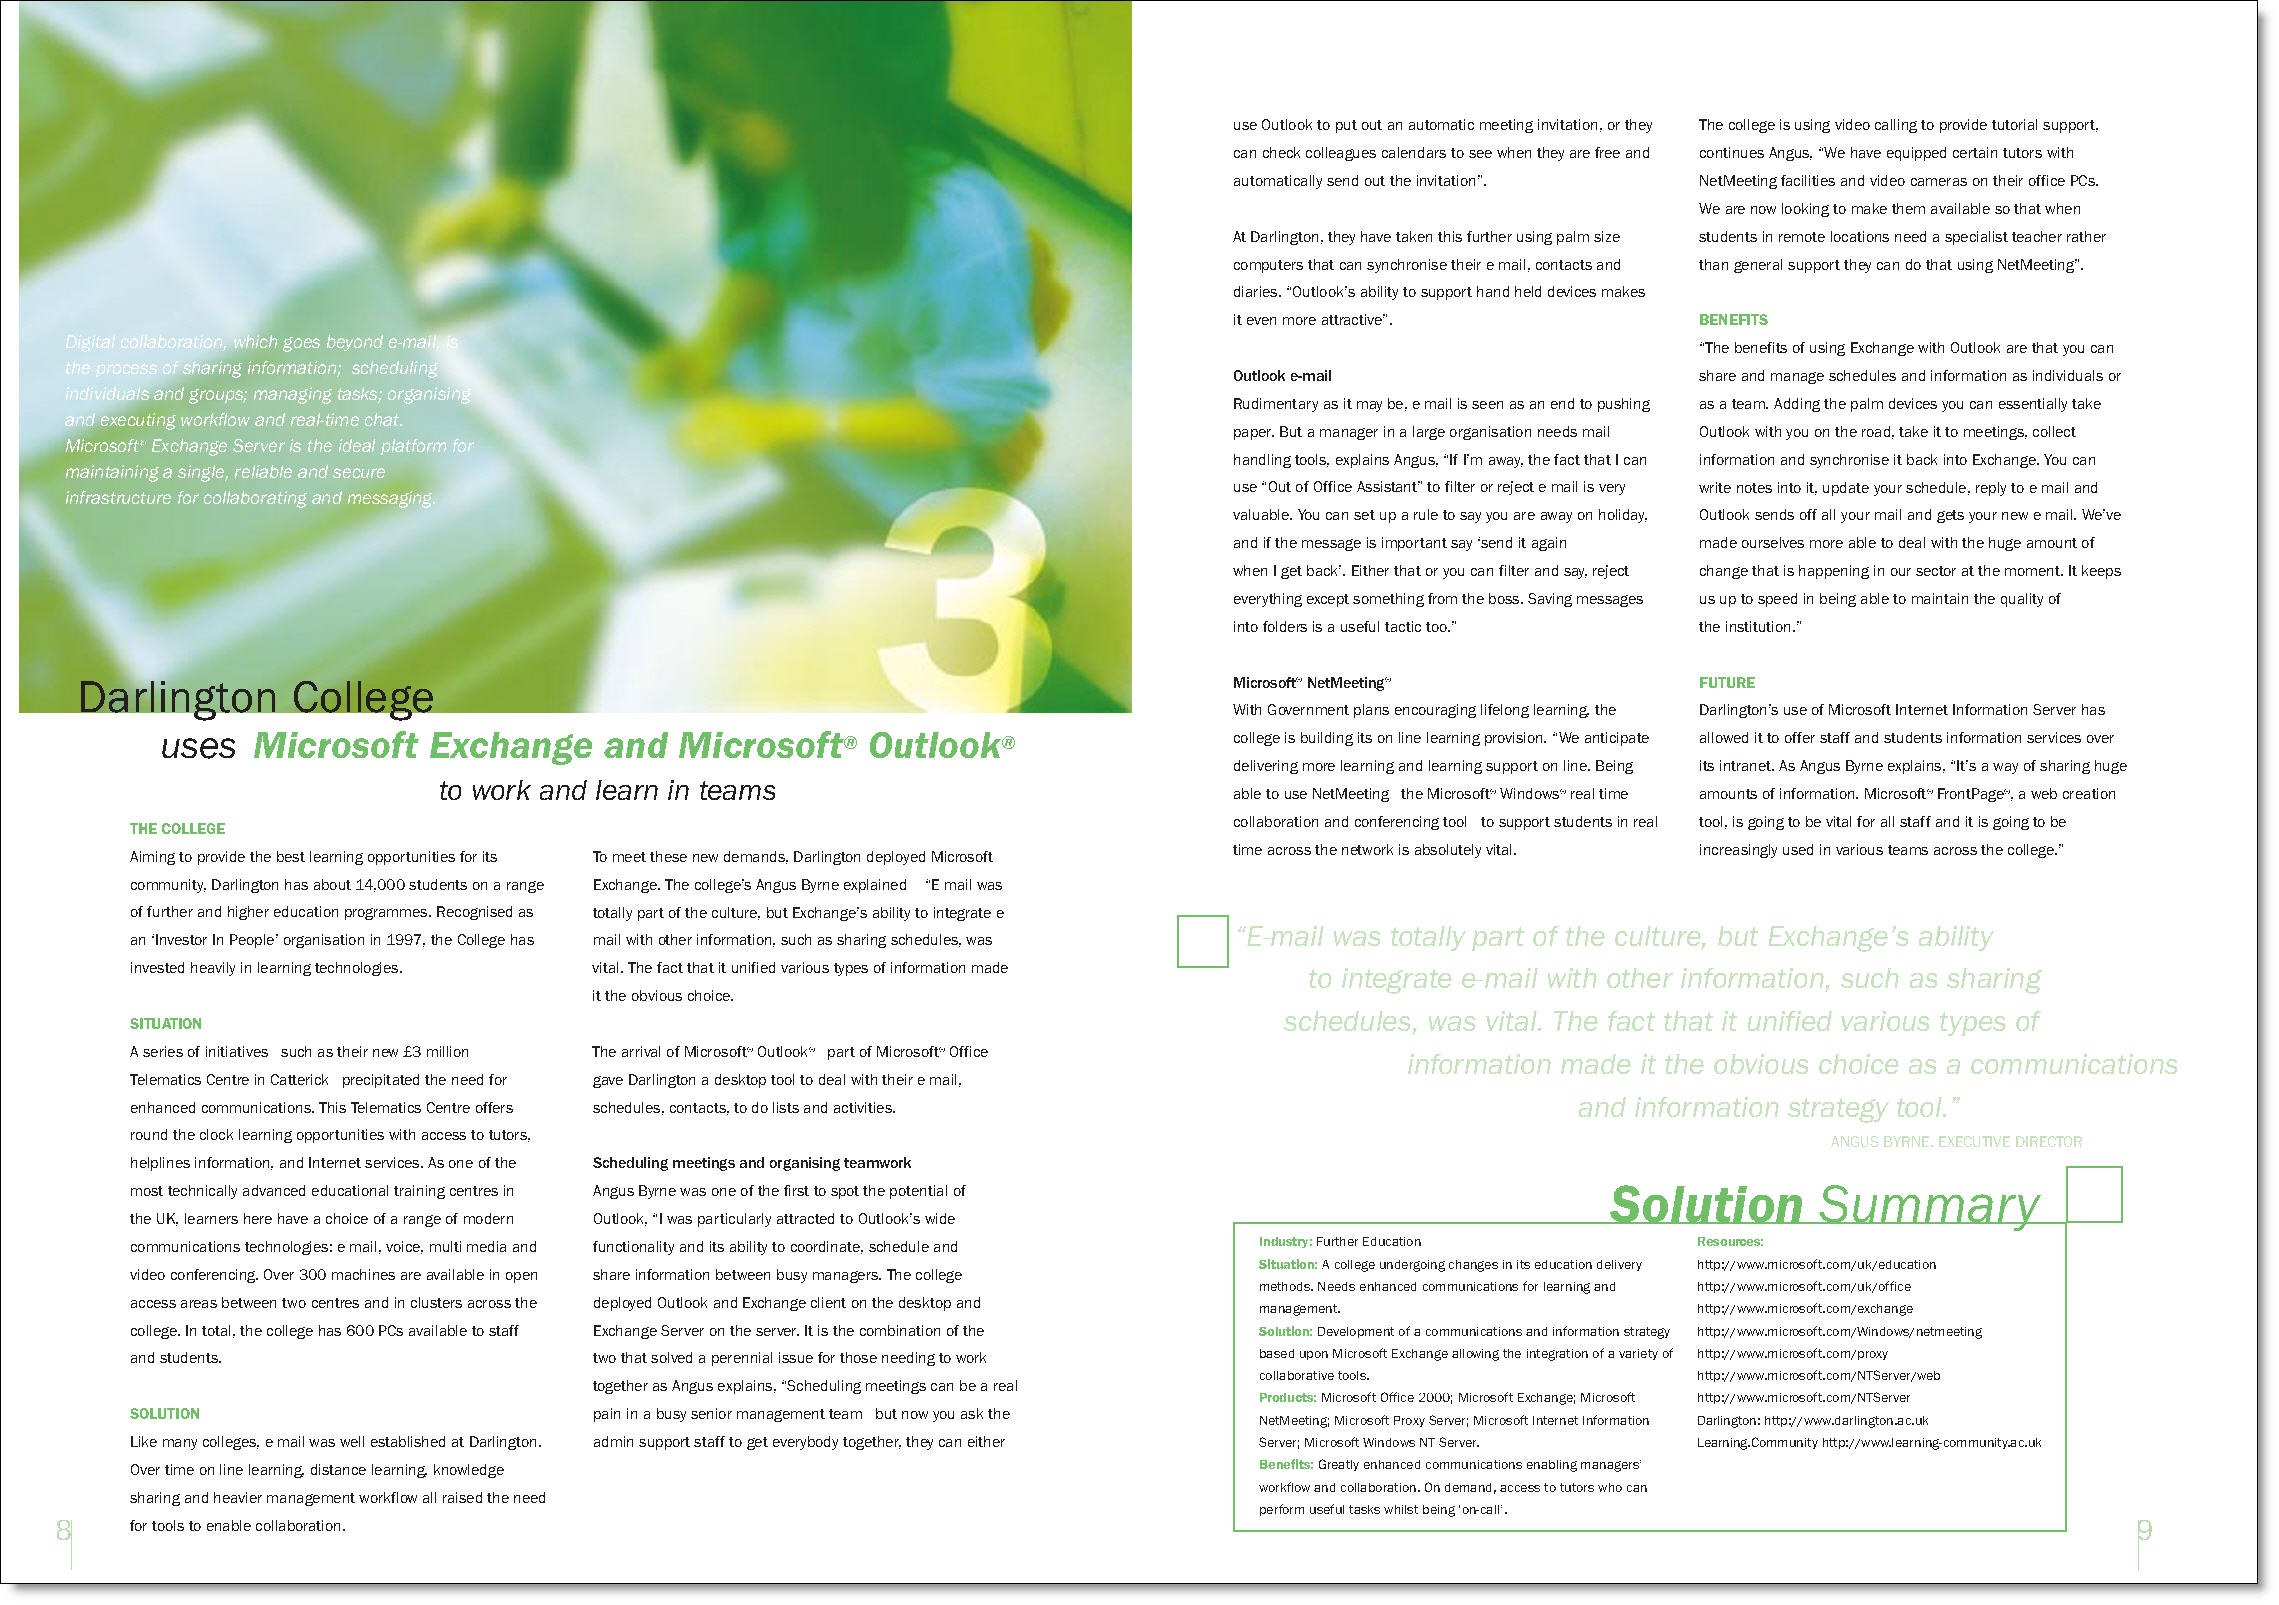 Digital collaboration, which goes beyond e-mail, is
the process of sharing information;  scheduling
individuals and groups; managing tasks; organising
and executing workflow and real-time chat.
Microsoft® Exchange Server is the ideal platform for
maintaining a single, reliable and secure
infrastructure for collaborating and messaging.
3
Darlington College
uses Microsoft Exchange and Microsoft® Outlook®
to work and learn in teams
THE COLLEGE
Aiming to provide the best learning opportunities for its
community, Darlington has about 14,000 students on a range
of further and higher education programmes. Recognised as
an ‘Investor In People’ organisation in 1997, the College has
invested heavily in learning technologies.
SITUATION
A series of initiatives   such as their new £3 million
Telematics Centre in Catterick   precipitated the need for
enhanced communications. This Telematics Centre offers
round the clock learning opportunities with access to tutors,
helplines information, and Internet services. As one of the
most technically advanced educational training centres in
the UK, learners here have a choice of a range of modern
communications technologies: e mail, voice, multi media and
video conferencing. Over 300 machines are available in open
access areas between two centres and in clusters across the
college. In total, the college has 600 PCs available to staff
and students.
SOLUTION
Like many colleges, e mail was well established at Darlington.
Over time on line learning, distance learning, knowledge
sharing and heavier management workflow all raised the need
for tools to enable collaboration.
8
To meet these new demands, Darlington deployed Microsoft
Exchange. The college’s Angus Byrne explained    “E mail was
totally part of the culture, but Exchange’s ability to integrate e
mail with other information, such as sharing schedules, was
vital. The fact that it unified various types of information made
it the obvious choice.
The arrival of Microsoft® Outlook®   part of Microsoft® Office
gave Darlington a desktop tool to deal with their e mail,
schedules, contacts, to do lists and activities.
Scheduling meetings and organising teamwork
Angus Byrne was one of the first to spot the potential of
Outlook, “I was particularly attracted to Outlook’s wide
functionality and its ability to coordinate, schedule and
share information between busy managers. The college
deployed Outlook and Exchange client on the desktop and
Exchange Server on the server. It is the combination of the
two that solved a perennial issue for those needing to work
together as Angus explains, “Scheduling meetings can be a real
pain in a busy senior management team   but now you ask the
admin support staff to get everybody together, they can either
use Outlook to put out an automatic meeting invitation, or they
can check colleagues calendars to see when they are free and
automatically send out the invitation”.
At Darlington, they have taken this further using palm size
computers that can synchronise their e mail, contacts and
diaries. “Outlook’s ability to support hand held devices makes
it even more attractive”.
Outlook e-mail
Rudimentary as it may be, e mail is seen as an end to pushing
paper. But a manager in a large organisation needs mail
handling tools, explains Angus, “If I’m away, the fact that I can
use “Out of Office Assistant” to filter or reject e mail is very
valuable. You can set up a rule to say you are away on holiday,
and if the message is important say ‘send it again
when I get back’. Either that or you can filter and say, reject
everything except something from the boss. Saving messages
into folders is a useful tactic too.”
Microsoft® NetMeeting®
With Government plans encouraging lifelong learning, the
college is building its on line learning provision. “We anticipate
delivering more learning and learning support on line. Being
able to use NetMeeting   the Microsoft® Windows® real time
collaboration and conferencing tool   to support students in real
time across the network is absolutely vital.
The college is using video calling to provide tutorial support,
continues Angus, “We have equipped certain tutors with
NetMeeting facilities and video cameras on their office PCs.
We are now looking to make them available so that when
students in remote locations need a specialist teacher rather
than general support they can do that using NetMeeting”.
BENEFITS
“The benefits of using Exchange with Outlook are that you can
share and manage schedules and information as individuals or
as a team. Adding the palm devices you can essentially take
Outlook with you on the road, take it to meetings, collect
information and synchronise it back into Exchange. You can
write notes into it, update your schedule, reply to e mail and
Outlook sends off all your mail and gets your new e mail. We’ve
made ourselves more able to deal with the huge amount of
change that is happening in our sector at the moment. It keeps
us up to speed in being able to maintain the quality of
the institution.”
FUTURE
Darlington’s use of Microsoft Internet Information Server has
allowed it to offer staff and students information services over
its intranet. As Angus Byrne explains, “It’s a way of sharing huge
amounts of information. Microsoft® FrontPage®, a web creation
tool, is going to be vital for all staff and it is going to be
increasingly used in various teams across the college.”
“E-mail was totally part of the culture, but Exchange’s ability
to integrate e-mail with other information, such as sharing
schedules, was vital. The fact that it unified various types of
information made it the obvious choice as a communications
and information strategy tool.”
ANGUS BYRNE, EXECUTIVE DIRECTOR
Solution Summary
Industry: Further Education
Situation: A college undergoing changes in its education delivery
methods. Needs enhanced communications for learning and
management.
Solution: Development of a communications and information strategy
based upon Microsoft Exchange allowing the integration of a variety of
collaborative tools.
Products: Microsoft Office 2000; Microsoft Exchange; Microsoft
NetMeeting; Microsoft Proxy Server; Microsoft Internet Information
Server; Microsoft Windows NT Server.
Benefits: Greatly enhanced communications enabling managers’
workflow and collaboration. On demand, access to tutors who can
perform useful tasks whilst being ‘on-call’.
Resources:
http://www.microsoft.com/uk/education
http://www.microsoft.com/uk/office
http://www.microsoft.com/exchange
http://www.microsoft.com/Windows/netmeeting
http://www.microsoft.com/proxy
http://www.microsoft.com/NTServer/web
http://www.microsoft.com/NTServer
Darlington: http://www.darlington.ac.uk
Learning.Community http://www.learning-community.ac.uk
9